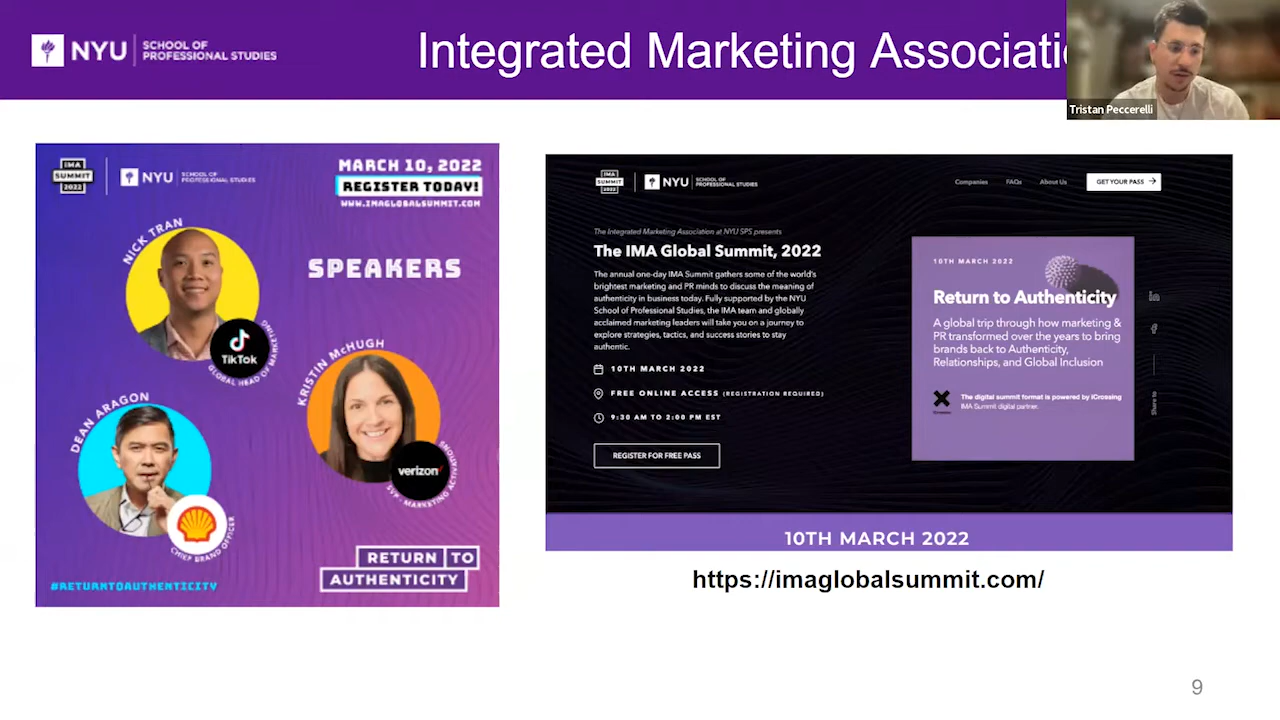 NYU
SCHOOL OF
PROFESSIONAL STUDIES
Integrated Marketing Associati
Tristan Peccerelli
IMA
SUMMIT
2022
NYU
SCHOOL OF
PROFESSIONAL STUDIES
MARCH 10, 2022
REGISTER TODAY!
WWW.IMAGLOBALSUMMIT.COM
SPEAKERS
NICK TRAN
TikTok
GLOBAL HEAD OF MARKETING
KRISTIN McHUGH
verizon
SVP - MARKETING ACTIVATIONS
DEAN ARAGON
CHIEF BRAND OFFICER
RETURN TO
AUTHENTICITY
#RETURNTOAUTHENTICITY
IMA
SUMMIT
2022
NYU
SCHOOL OF
PROFESSIONAL STUDIES
Companies FAQs About Us GET YOUR PASS
The Integrated Marketing Association at NYU SPS presents
The IMA Global Summit, 2022
The annual one-day IMA Summit gathers some of the world's
brightest marketing and PR minds to discuss the meaning of
authenticity in business today. Fully supported by the NYU
School of Professional Studies, the IMA team and globally
acclaimed marketing leaders will take you on a journey to
explore strategies, tactics, and success stories to stay
authentic.
10TH MARCH 2022
FREE ONLINE ACCESS (REGISTRATION REQUIRED)
9:30 AM TO 2:00 PM EST
REGISTER FOR FREE PASS
10TH MARCH 2022
Return to Authenticity
A global trip through how marketing &
PR transformed over the years to bring
brands back to Authenticity,
Relationships, and Global Inclusion
The digital summit format is powered by iCrossing
IMA Summit digital partner.
Share to
10TH MARCH 2022
https://imaglobalsummit.com/
9